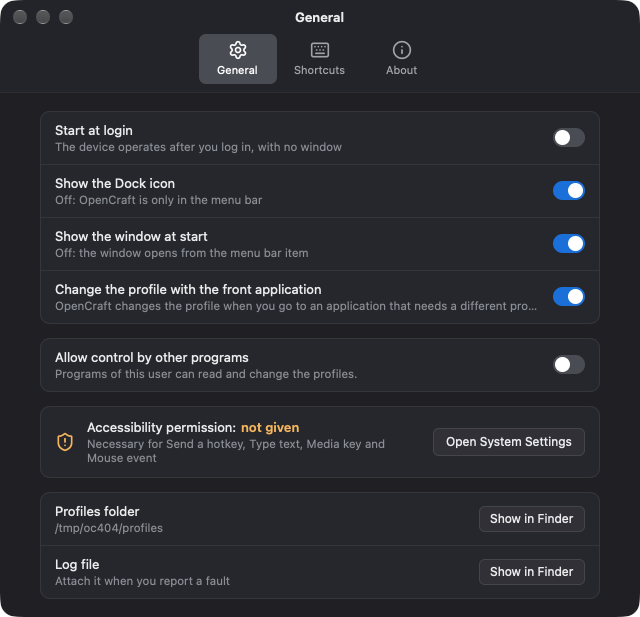 General
General
Shortcuts
About
Start at login
The device operates after you log in, with no window
Show the Dock icon
Off: OpenCraft is only in the menu bar
Show the window at start
Off: the window opens from the menu bar item
Change the profile with the front application
OpenCraft changes the profile when you go to an application that needs a different pro...
Allow control by other programs
Programs of this user can read and change the profiles.
Accessibility permission: not given
Necessary for Send a hotkey, Type text, Media key and
Mouse event
Open System Settings
Profiles folder
/tmp/oc404/profiles
Show in Finder
Log file
Attach it when you report a fault
Show in Finder